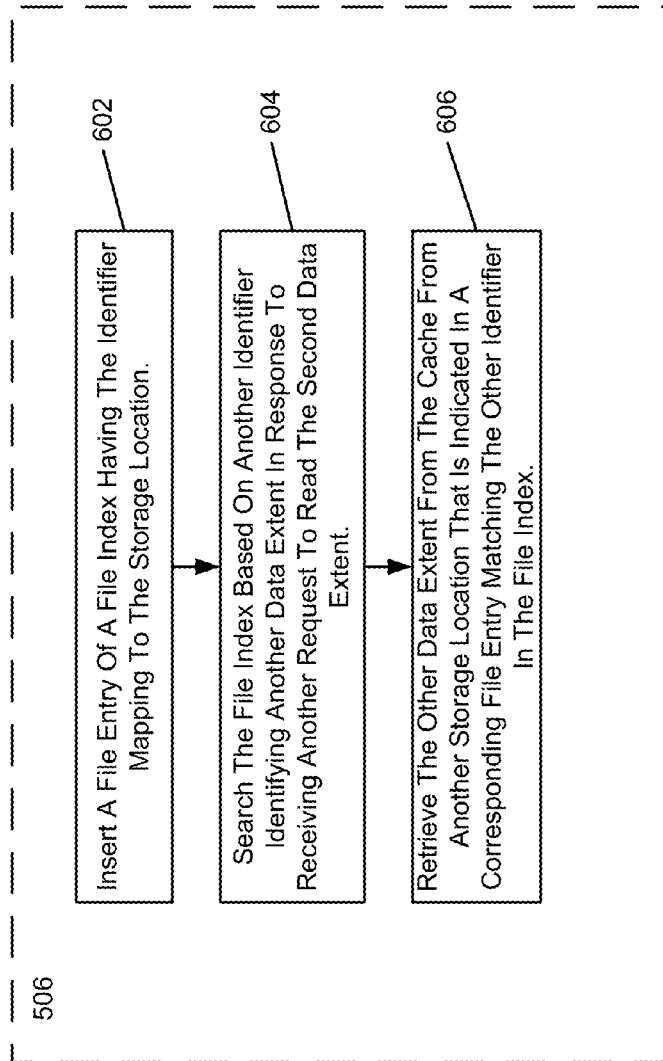 506
Insert A File Entry Of A File Index Having The Identifier
Mapping To The Storage Location.
602
Search The File Index Based On Another Identifier
Identifying Another Data Extent In Response To
Receiving Another Request To Read The Second Data
Extent.
604
Retrieve The Other Data Extent From The Cache From
Another Storage Location That Is Indicated In A
Corresponding File Entry Matching The Other Identifier
In The File Index.
606